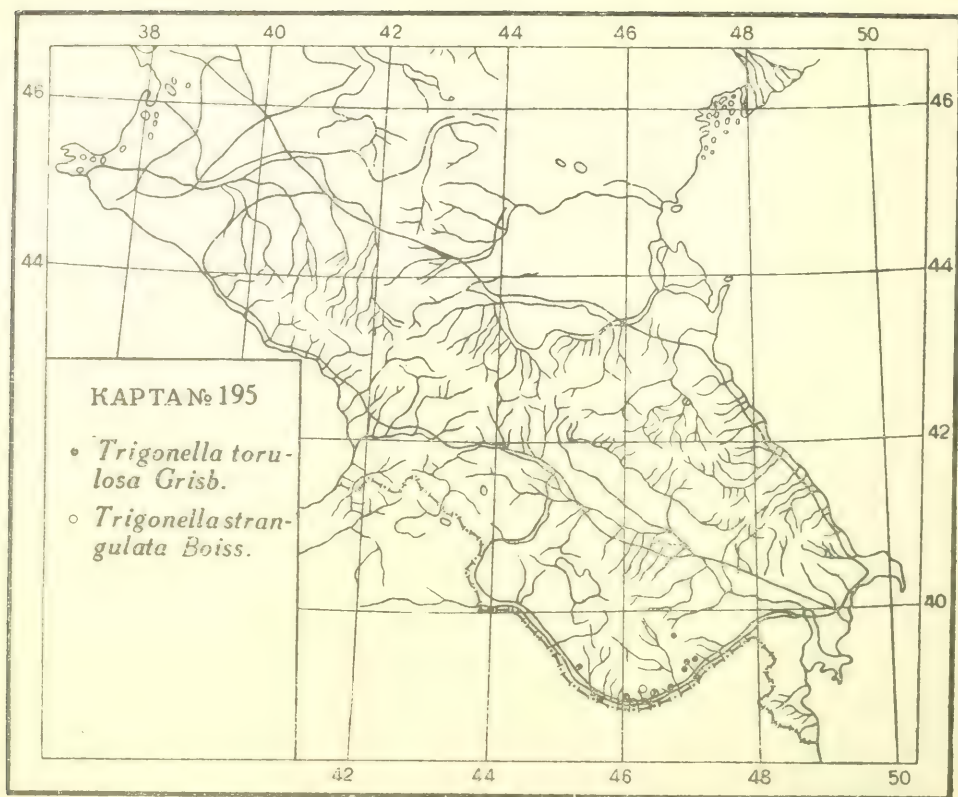 38 40 42 44 46 48 50
46 46
44 44
КАРТА № 195
Trigonella toru-
losa Grisb.
Trigonella stran-
gulata Boiss.
42
40
42 44 46 48 50